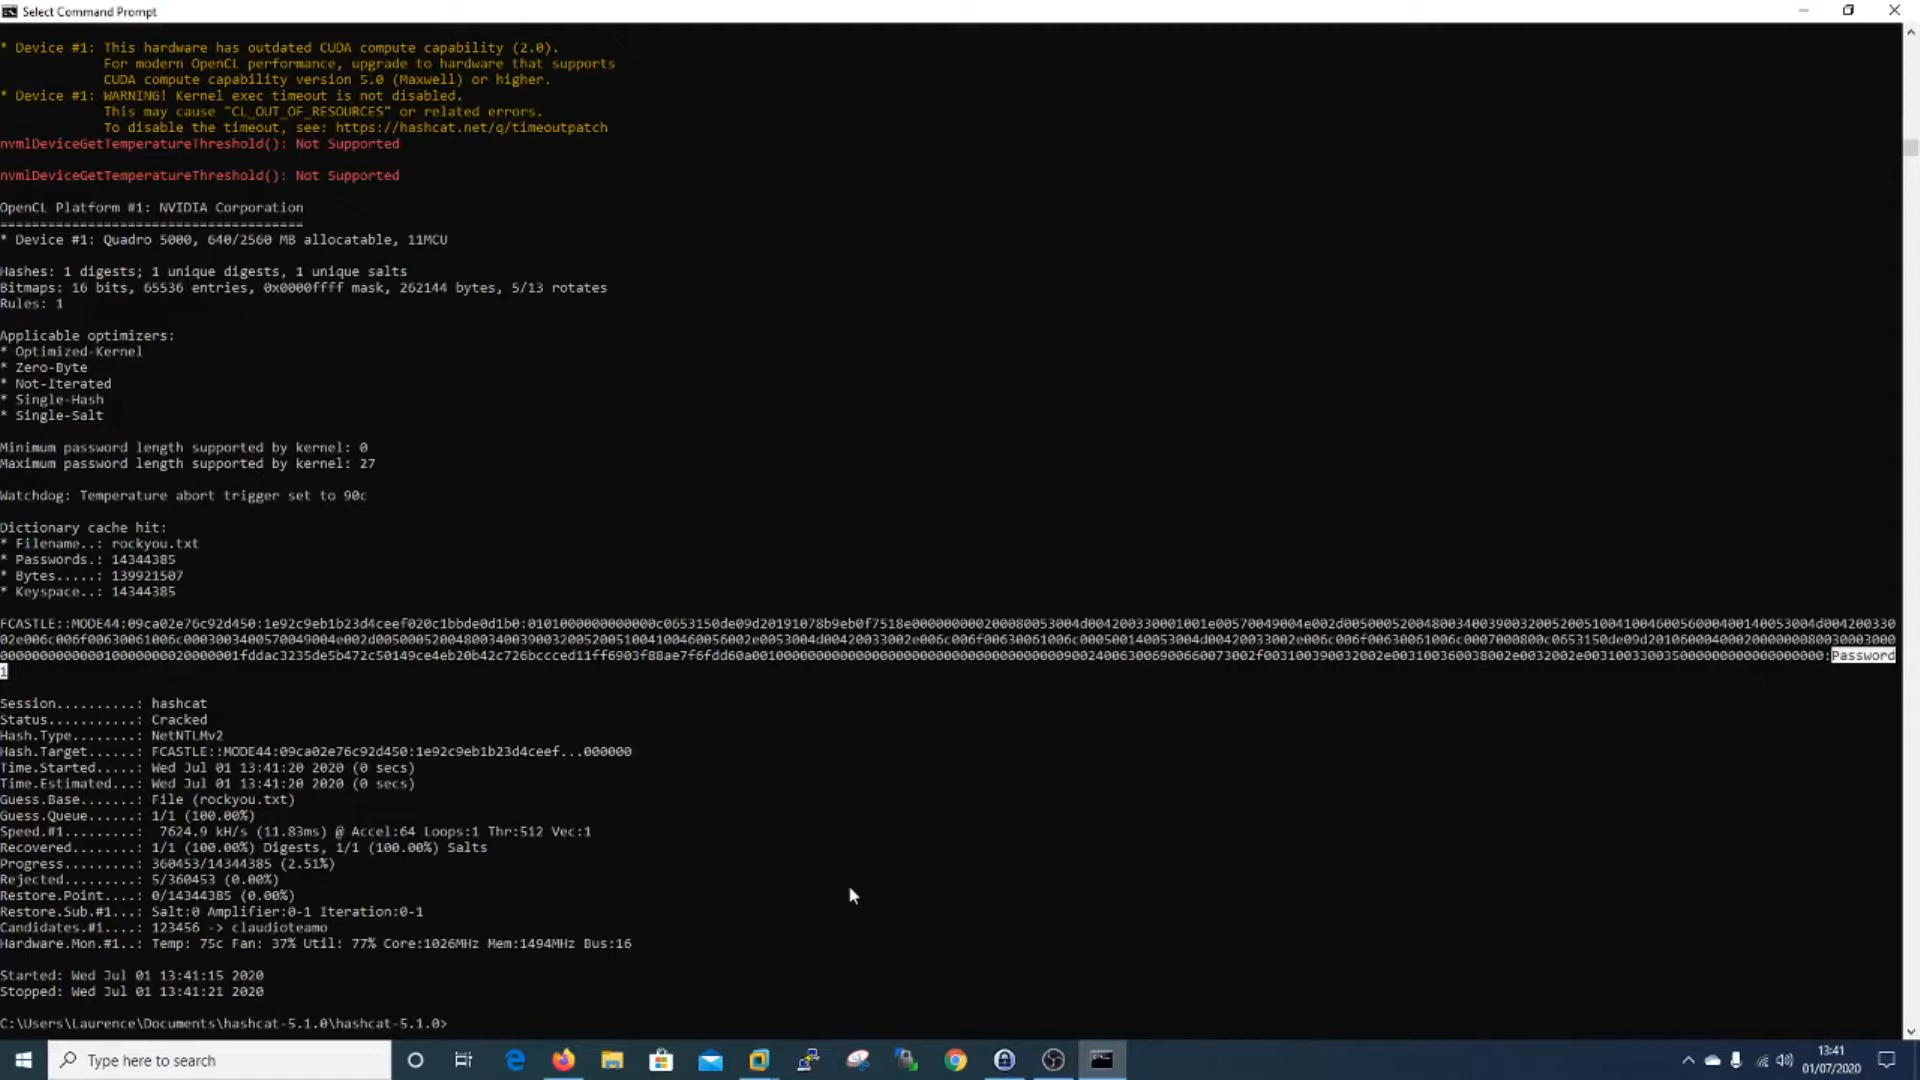 Select Command Prompt
* Device #1: This hardware has outdated CUDA compute capability (2.0).
For modern OpenCL performance, upgrade to hardware that supports
CUDA compute capability version 5.0 (Maxwell) or higher.
* Device #1: WARNING! Kernel exec timeout is not disabled.
This may cause "CL_OUT_OF_RESOURCES" or related errors.
To disable the timeout, see: https://hashcat.net/q/timeoutpatch
nvmlDeviceGetTemperatureThreshold(): Not Supported
nvmlDeviceGetTemperatureThreshold(): Not Supported
OpenCL Platform #1: NVIDIA Corporation
======================================
* Device #1: Quadro 5000, 640/2560 MB allocatable, 11MCU
Hashes: 1 digests; 1 unique digests, 1 unique salts
Bitmaps: 16 bits, 65536 entries, 0x0000ffff mask, 262144 bytes, 5/13 rotates
Rules: 1
Applicable optimizers:
* Optimized-Kernel
* Zero-Byte
* Not-Iterated
* Single-Hash
* Single-Salt
Minimum password length supported by kernel: 0
Maximum password length supported by kernel: 27
Watchdog: Temperature abort trigger set to 90c
Dictionary cache hit:
* Filename..: rockyou.txt
* Passwords.: 14344385
* Bytes.....: 139921507
* Keyspace..: 14344385
:Password
1
Session..........: hashcat
Status...........: Cracked
Hash.Type........: NetNTLMv2
Hash.Target......: FCASTLE::MODE44:09ca02e76c92d450:1e92c9eb1b23d4ceef...000000
Time.Started.....: Wed Jul 01 13:41:20 2020 (0 secs)
Time.Estimated...: Wed Jul 01 13:41:20 2020 (0 secs)
Guess.Base.......: File (rockyou.txt)
Guess.Queue......: 1/1 (100.00%)
Speed.#1.........:  7624.9 kH/s (11.83ms) @ Accel:64 Loops:1 Thr:512 Vec:1
Recovered........: 1/1 (100.00%) Digests, 1/1 (100.00%) Salts
Progress.........: 360453/14344385 (2.51%)
Rejected.........: 5/360453 (0.00%)
Restore.Point....: 0/14344385 (0.00%)
Restore.Sub.#1...: Salt:0 Amplifier:0-1 Iteration:0-1
Candidates.#1....: 123456 -> claudioteamo
Hardware.Mon.#1..: Temp: 75c Fan: 37% Util: 77% Core:1026MHz Mem:1494MHz Bus:16
Started: Wed Jul 01 13:41:15 2020
Stopped: Wed Jul 01 13:41:21 2020
C:\Users\Laurence\Documents\hashcat-5.1.0\hashcat-5.1.0>
Type here to search
13:41
01/07/2020